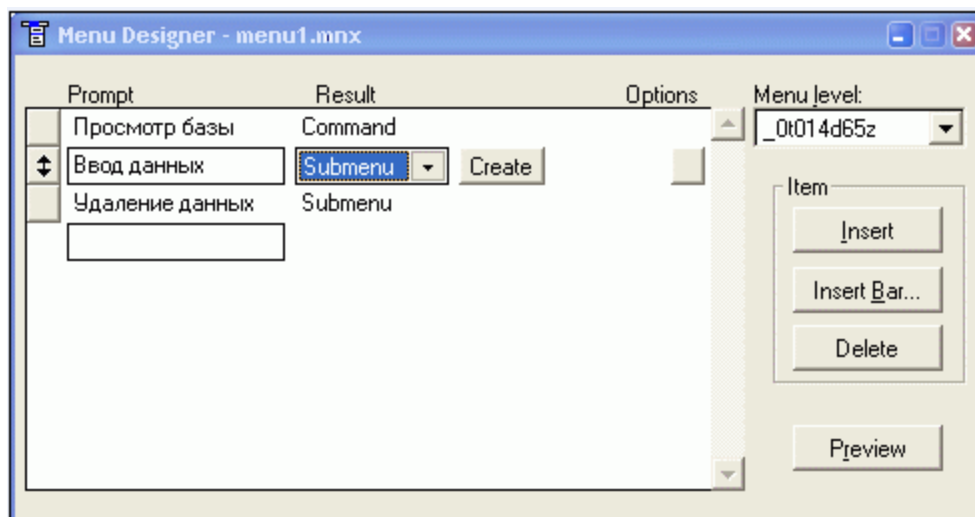 Menu Designer - menu1.mnx
Prompt Result Options Menu level:
Просмотр базы Command _0t014d65z
Ввод данных Submenu Create
Удаление данных Submenu
Item
Insert
Insert Bar...
Delete
Preview